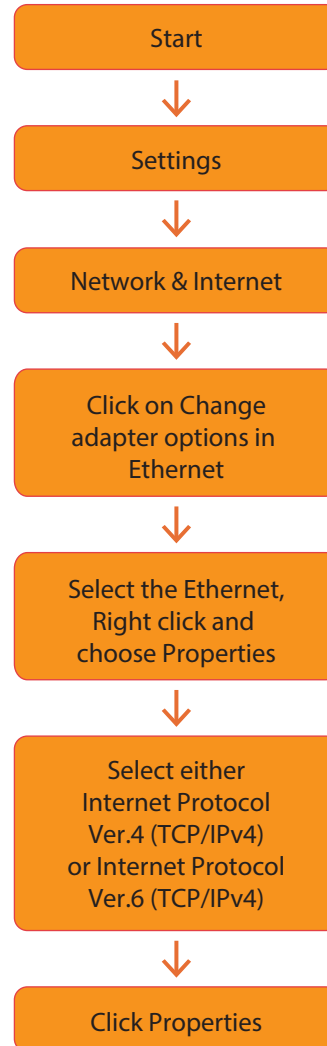 Start
Settings
Network & Internet
Click on Change
adapter options in
Ethernet
Select the Ethernet,
Right click and
choose Properties
Select either
Internet Protocol
Ver.4 (TCP/IPv4)
or Internet Protocol
Ver.6 (TCP/IPv4)
Click Properties